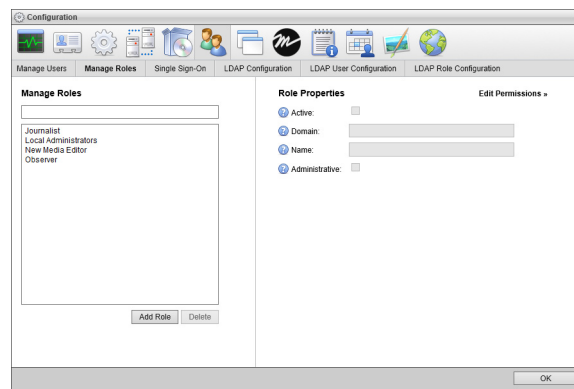 Configuration
Manage Users Manage Roles Single Sign-On LDAP Configuration LDAP User Configuration LDAP Role Configuration
Manage Roles
Journalist
Local Administrators
New Media Editor
Observer
Add Role Delete
Role Properties Edit Permissions »
Active:
Domain:
Name:
Administrative:
OK